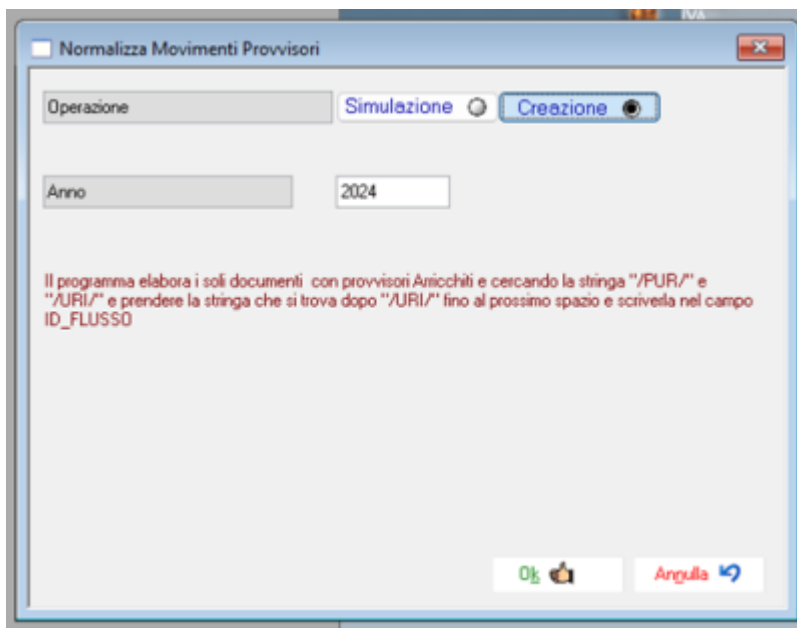 IVA
Normalizza Movimenti Provvisori
Operazione
Simulazione
Creazione
Anno
2024
Il programma elabora i soli documenti con provvisori Arricchiti e cercando la stringa "/PUR/" e
"/URI/" e prendere la stringa che si trova dopo "/URI/" fino al prossimo spazio e scriverla nel campo
ID_FLUSSO
Ok
Annulla